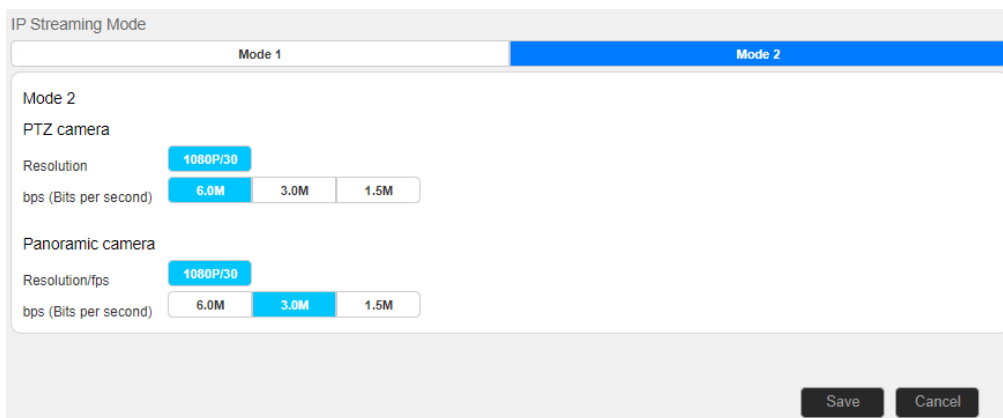 IP Streaming Mode
Mode 1 Mode 2
Mode 2
PTZ camera
Resolution 1080P/30
bps (Bits per second) 6.0M 3.0M 1.5M
Panoramic camera
Resolution/fps 1080P/30
bps (Bits per second) 6.0M 3.0M 1.5M
Save Cancel